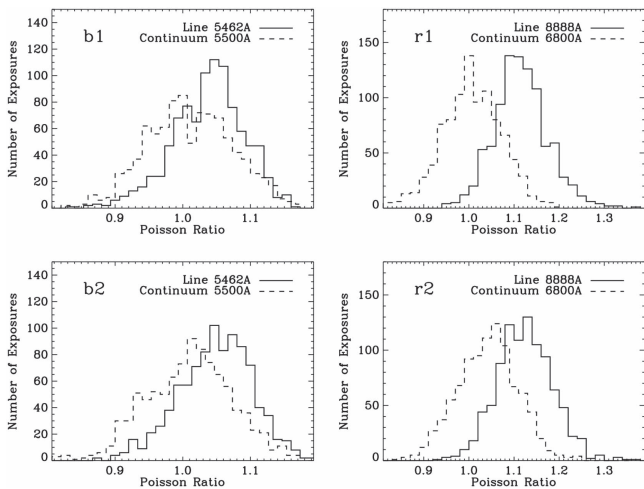 b1
Line 5462A
Continuum 5500A
Number of Exposures
140
120
100
80
60
40
20
0
0.9 1.0 1.1
Poisson Ratio
r1
Line 8888A
Continuum 6800A
Number of Exposures
150
100
50
0
0.9 1.0 1.1 1.2 1.3
Poisson Ratio
b2
Line 5462A
Continuum 5500A
Number of Exposures
140
120
100
80
60
40
20
0
0.9 1.0 1.1
Poisson Ratio
r2
Line 8888A
Continuum 6800A
Number of Exposures
150
100
50
0
0.9 1.0 1.1 1.2 1.3
Poisson Ratio